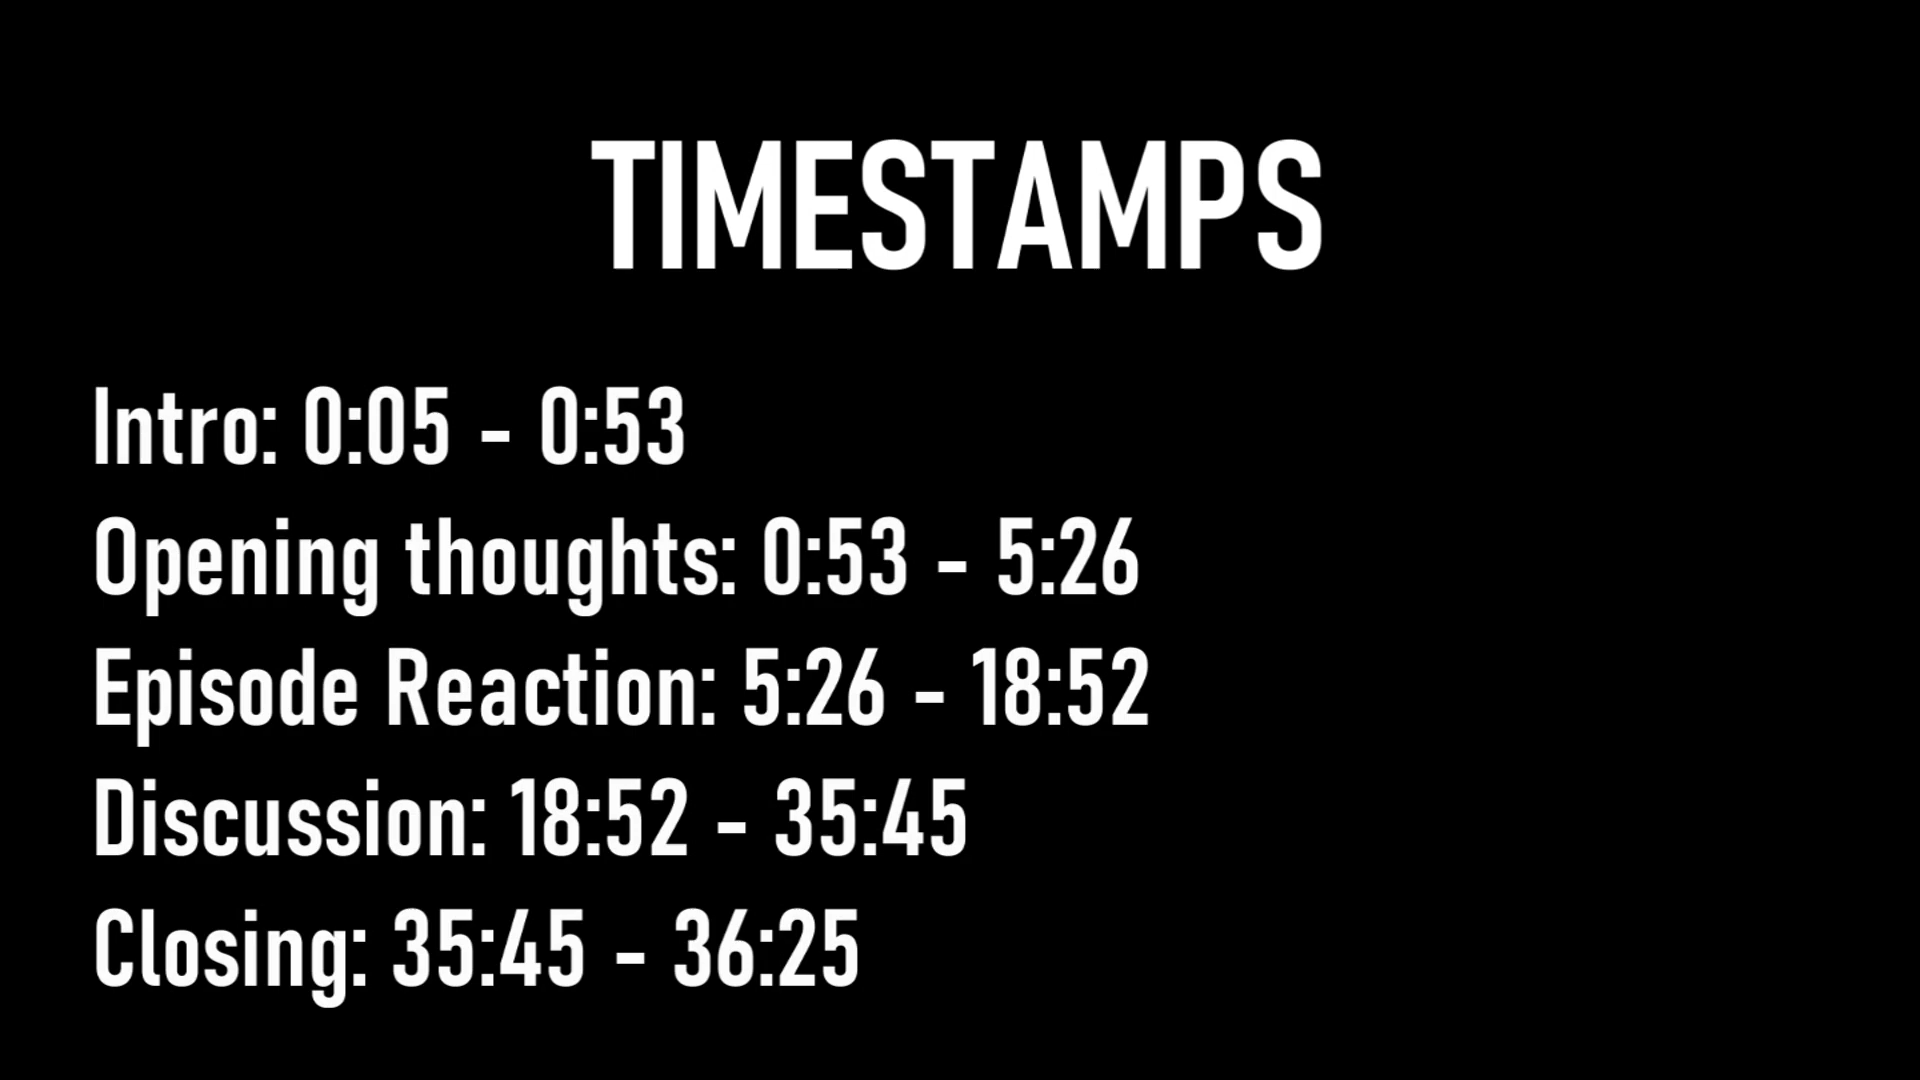 TIMESTAMPS
Intro: 0:05 - 0:53
Opening thoughts: 0:53 - 5:26
Episode Reaction: 5:26 - 18:52
Discussion: 18:52 - 35:45
Closing: 35:45 - 36:25